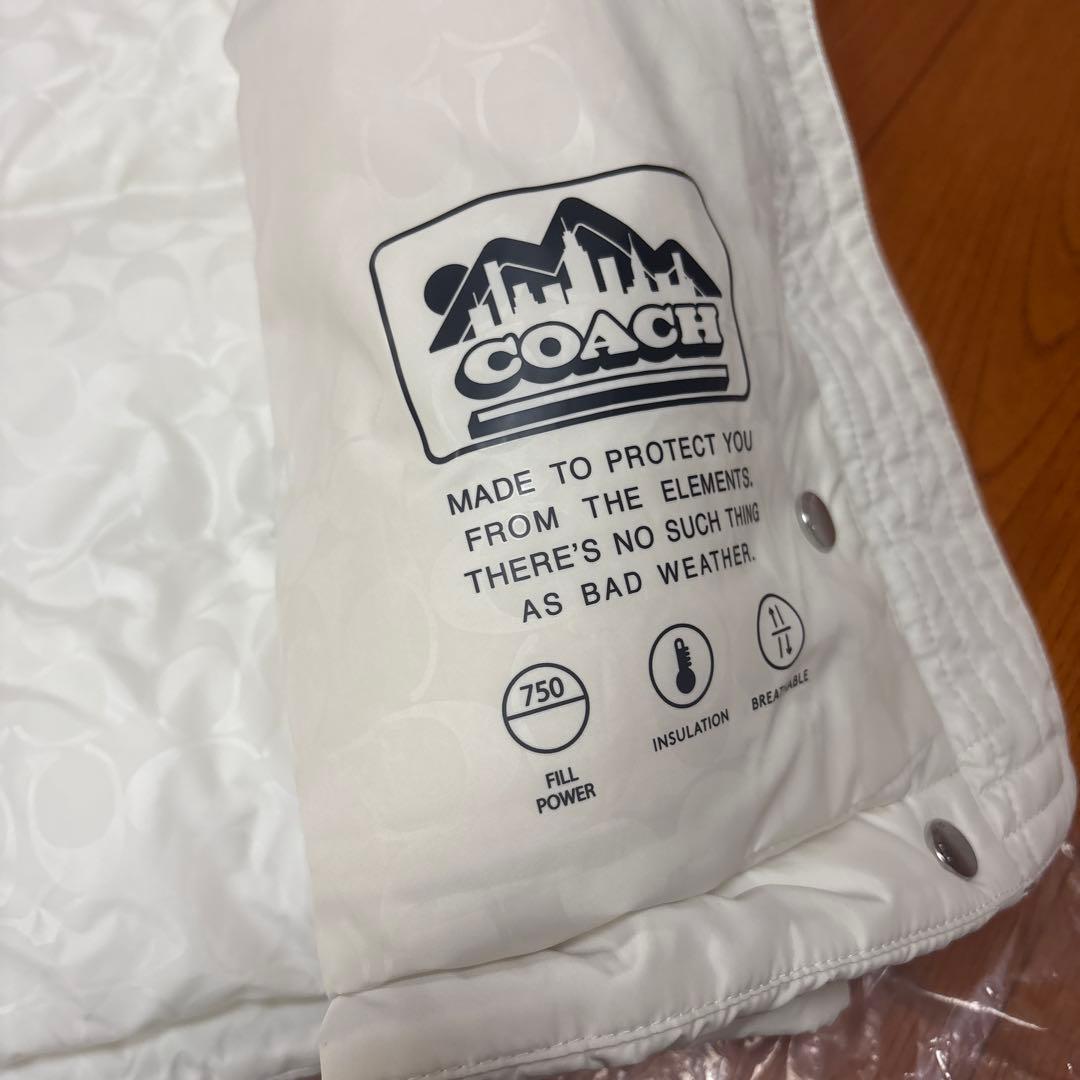 COACH
MADE TO PROTECT YOU
FROM THE ELEMENTS.
THERE'S NO SUCH THING
AS BAD WEATHER.
750
FILL
POWER
INSULATION
BREATHABLE